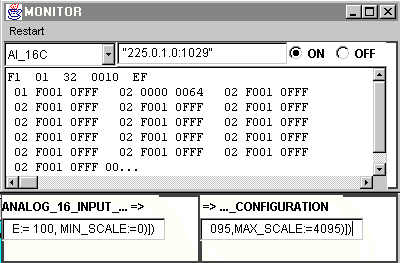 MONITOR
Restart
AI_16C "225.0.1.0:1029" ON OFF
F1 01 32 0010 EF
01 F001 0FFF 02 0000 0064 02 F001 0FFF
02 F001 0FFF 02 F001 0FFF 02 F001 0FFF
02 F001 0FFF 02 F001 0FFF 02 F001 0FFF
02 F001 0FFF 02 F001 0FFF 02 F001 0FFF
02 F001 0FFF 02 F001 0FFF 02 F001 0FFF
02 F001 0FFF 00...
ANALOG_16_INPUT_... => => ..._CONFIGURATION
E:= 100, MIN_SCALE:=0)]) 095,MAX_SCALE:=4095)])